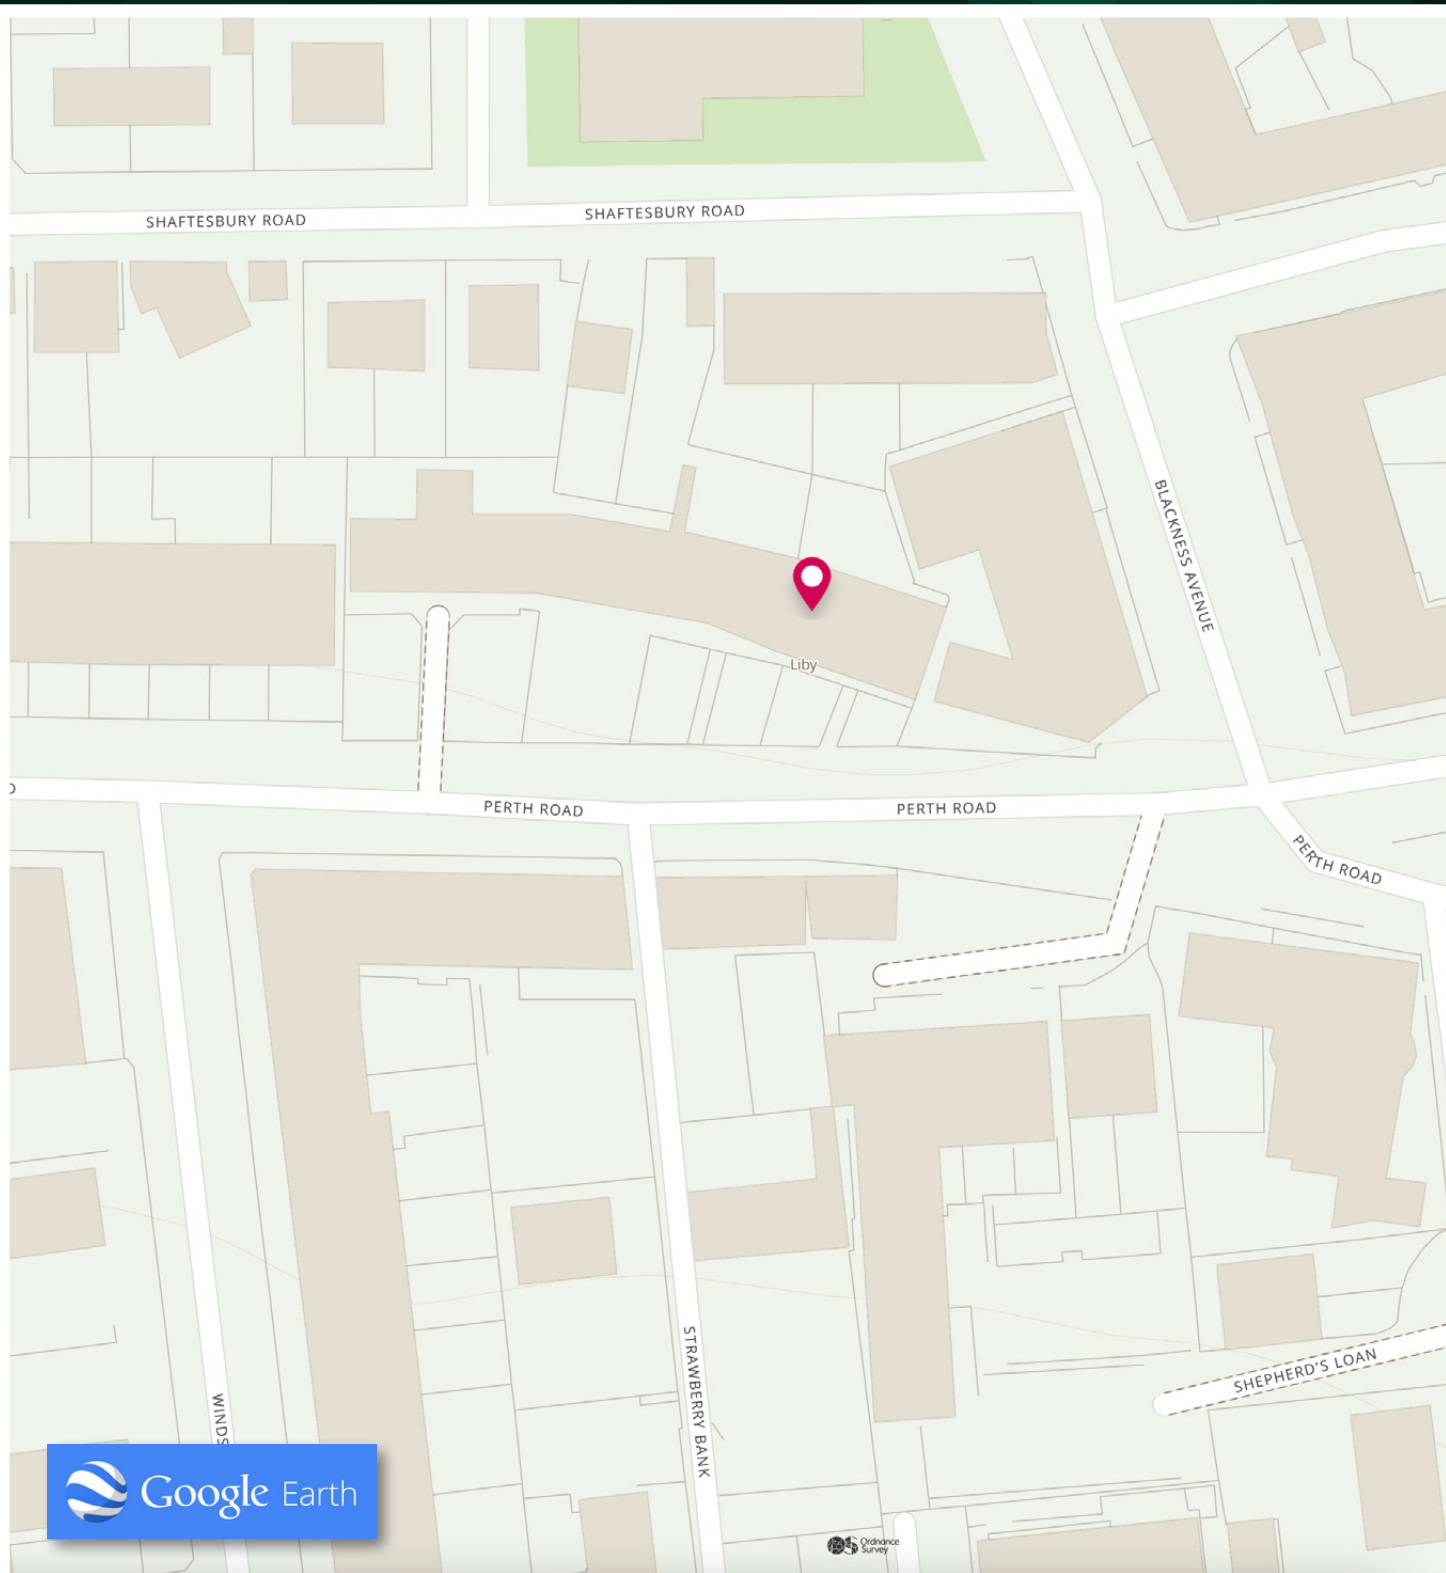 SHAFTESBURY ROAD
SHAFTESBURY ROAD
BLACKNESS AVENUE
Liby
PERTH ROAD
PERTH ROAD
PERTH ROAD
STRAWBERRY BANK
SHEPHERD'S LOAN
WINDS
Google Earth
Ordnance
Survey